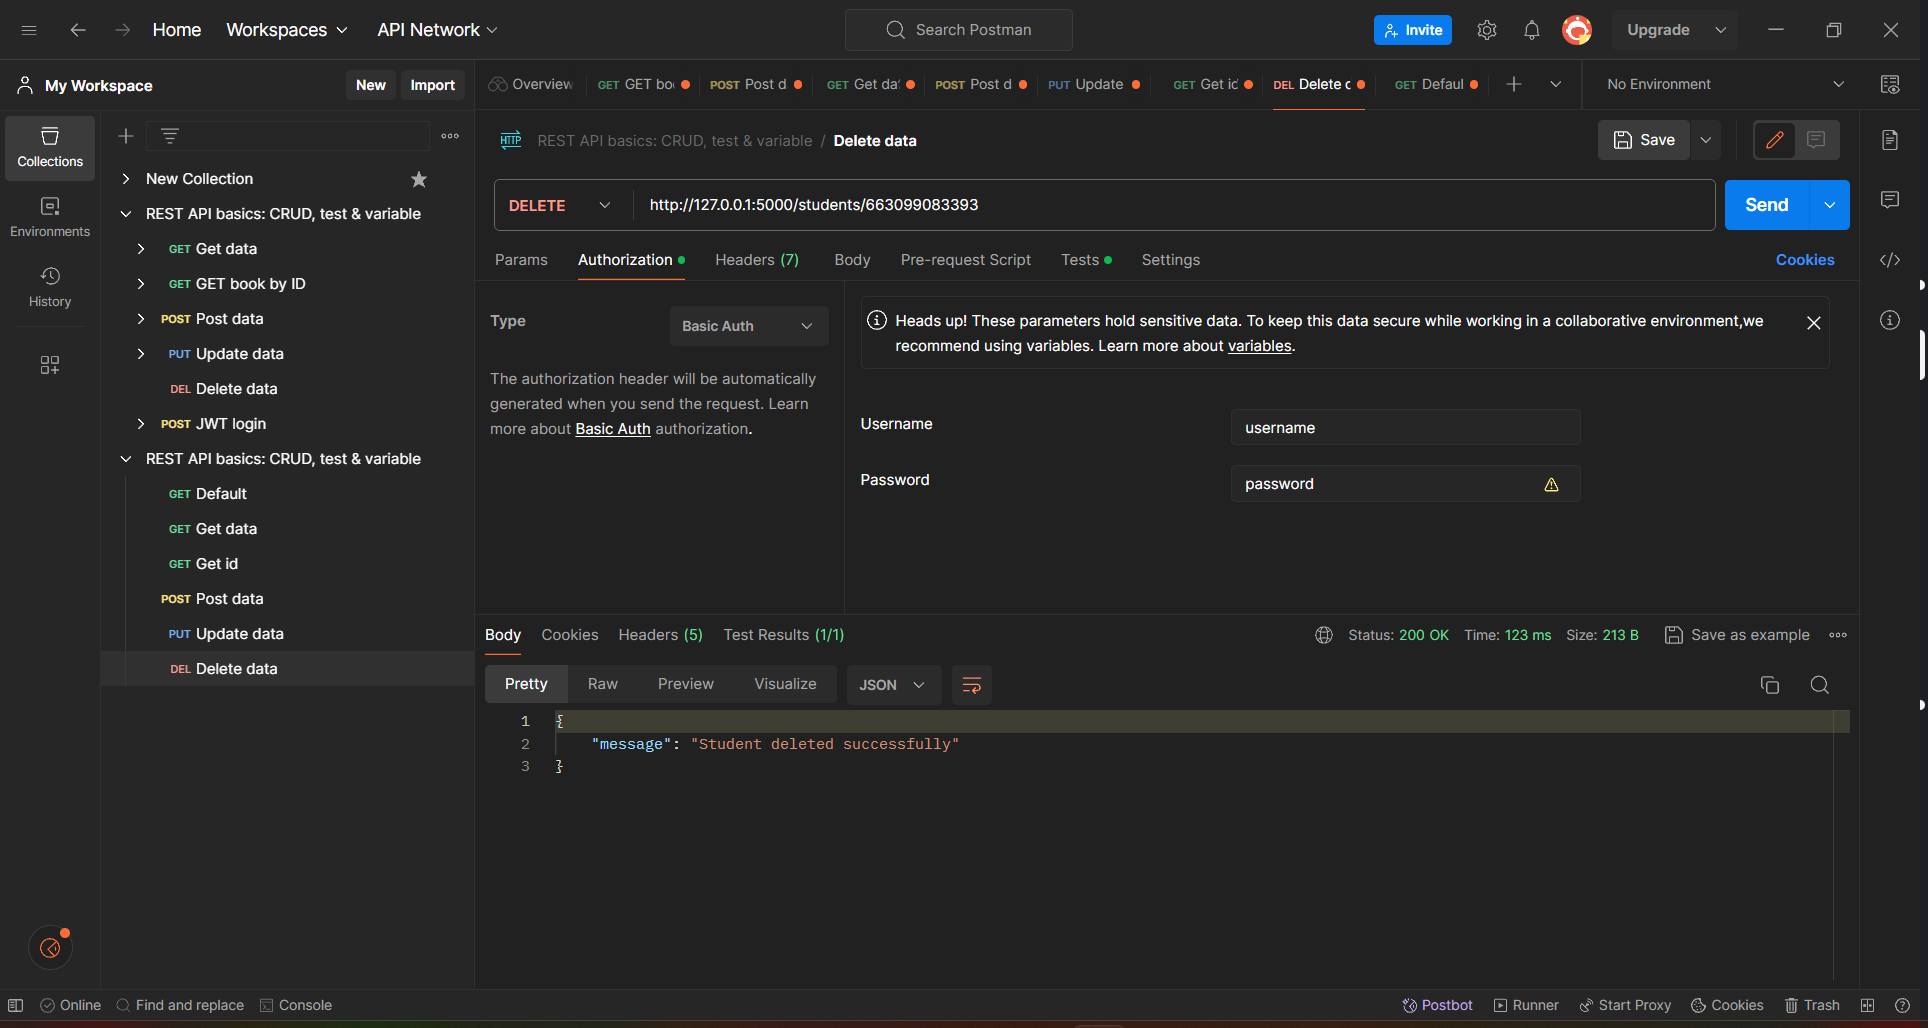 Home Workspaces API Network Search Postman Invite Upgrade
My Workspace New Import
Overview GET GET bo POST Post d GET Get da POST Post d PUT Update GET Get ic DEL Delete c GET Defaul No Environment
Collections
Environments
History
New Collection
REST API basics: CRUD, test & variable
GET Get data
GET GET book by ID
POST Post data
PUT Update data
DEL Delete data
POST JWT login
REST API basics: CRUD, test & variable
GET Default
GET Get data
GET Get id
POST Post data
PUT Update data
DEL Delete data
HTTP REST API basics: CRUD, test & variable / Delete data Save
DELETE http://127.0.0.1:5000/students/663099083393 Send
Params Authorization Headers (7) Body Pre-request Script Tests Settings Cookies
Type Basic Auth
The authorization header will be automatically
generated when you send the request. Learn
more about Basic Auth authorization.
Heads up! These parameters hold sensitive data. To keep this data secure while working in a collaborative environment,we
recommend using variables. Learn more about variables.
Username username
Password password
Body Cookies Headers (5) Test Results (1/1) Status: 200 OK Time: 123 ms Size: 213 B Save as example
Pretty Raw Preview Visualize JSON
1 {
2 "message": "Student deleted successfully"
3 }
Online Find and replace Console Postbot Runner Start Proxy Cookies Trash